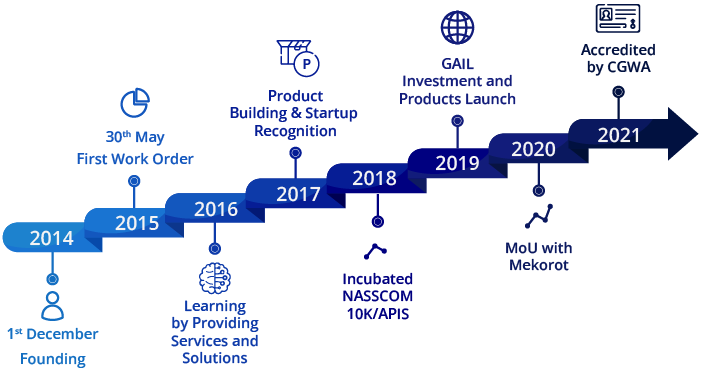 2014
1st December
Founding
2015
30th May
First Work Order
2016
Learning
by Providing
Services and
Solutions
2017
P
Product
Building & Startup
Recognition
2018
Incubated
NASSCOM
10K/APIS
2019
GAIL
Investment and
Products Launch
2020
MoU with
Mekorot
2021
Accredited
by CGWA